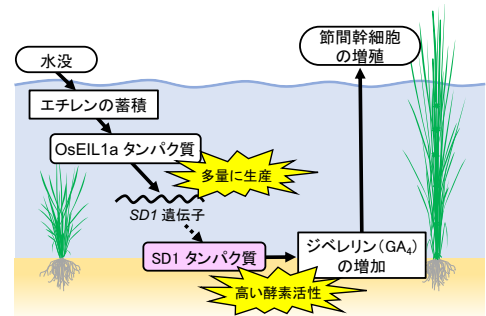 水没
エチレンの蓄積
OsEIL1a タンパク質
多量に生産
SD1 遺伝子
SD1 タンパク質
高い酵素活性
ジベレリン（GA₄）
の増加
節間幹細胞
の増殖